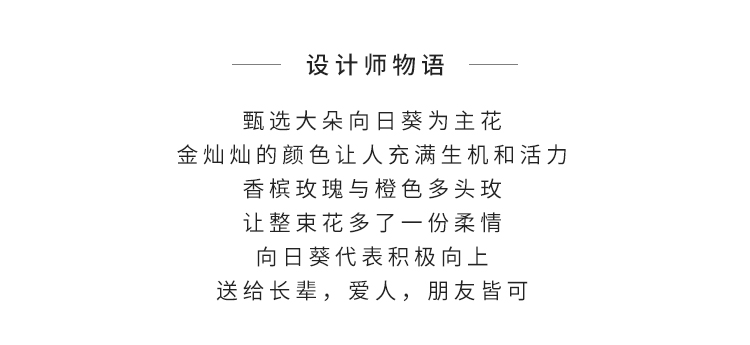 设计师物语
甄选大朵向日葵为主花
金灿灿的颜色让人充满生机和活力
香槟玫瑰与橙色多头玫
让整束花多了一份柔情
向日葵代表积极向上
送给长辈，爱人，朋友皆可